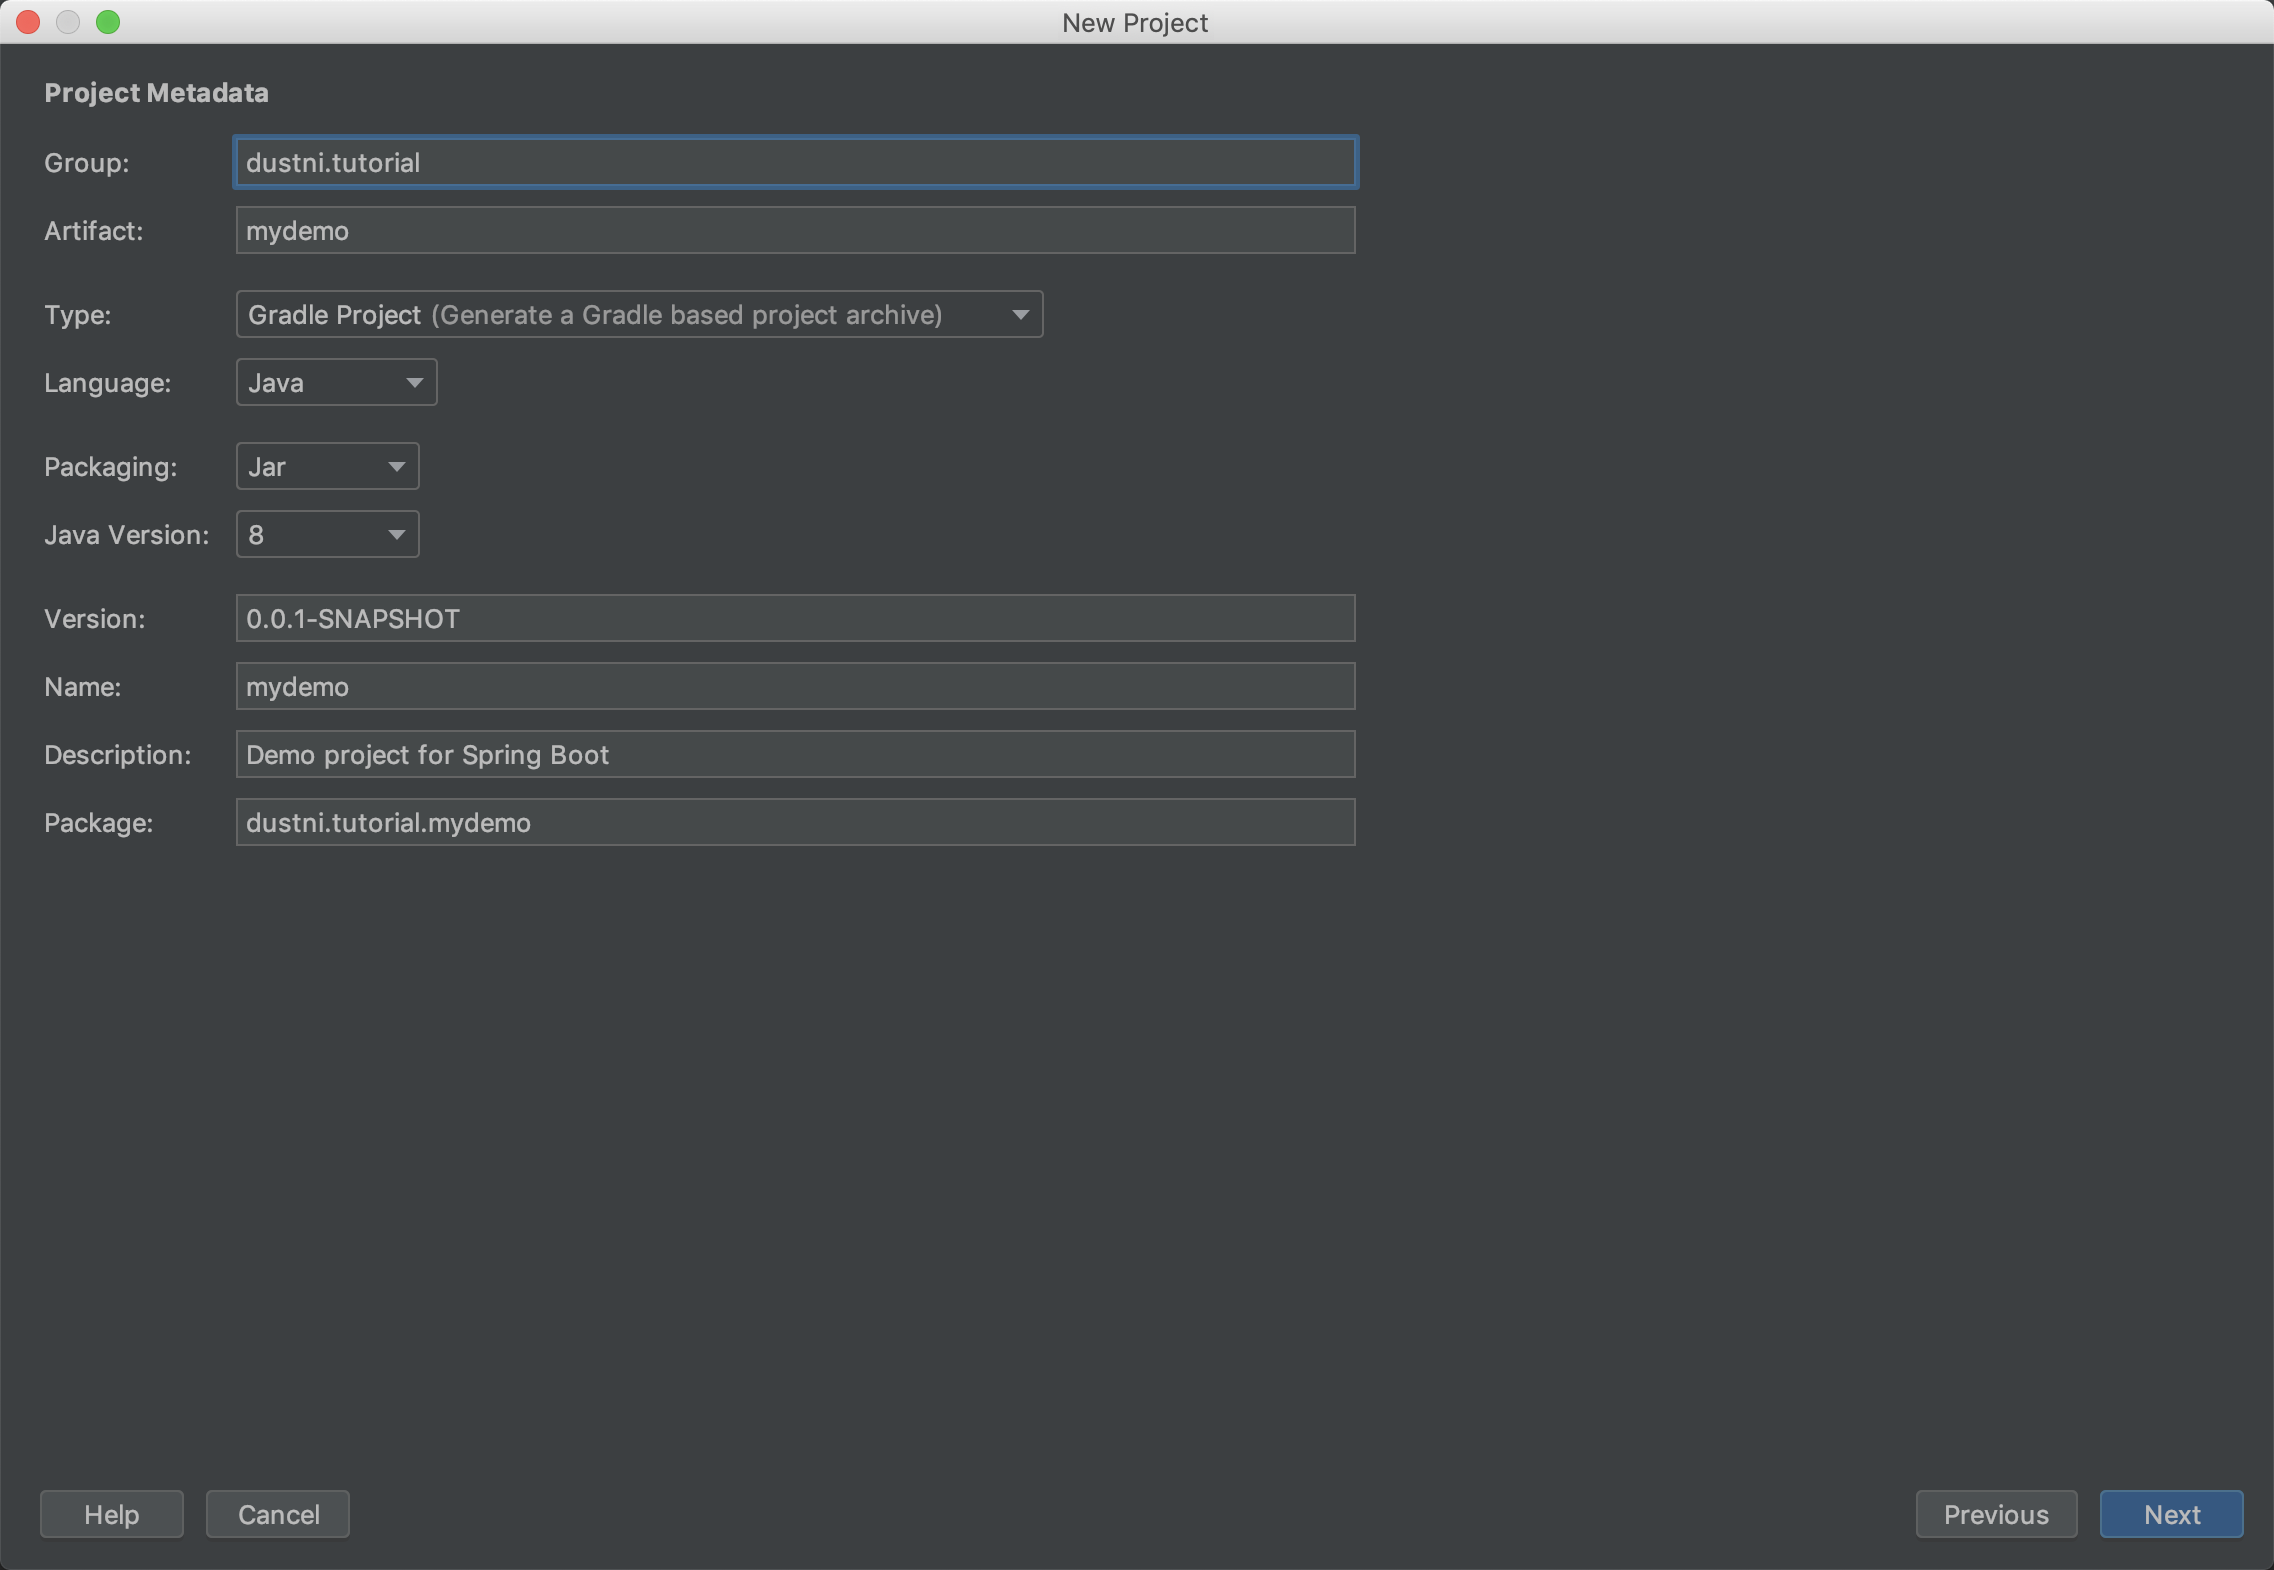 New Project
Project Metadata
Group: dustni.tutorial
Artifact: mydemo
Type: Gradle Project (Generate a Gradle based project archive)
Language: Java
Packaging: Jar
Java Version: 8
Version: 0.0.1-SNAPSHOT
Name: mydemo
Description: Demo project for Spring Boot
Package: dustni.tutorial.mydemo
Help Cancel Previous Next